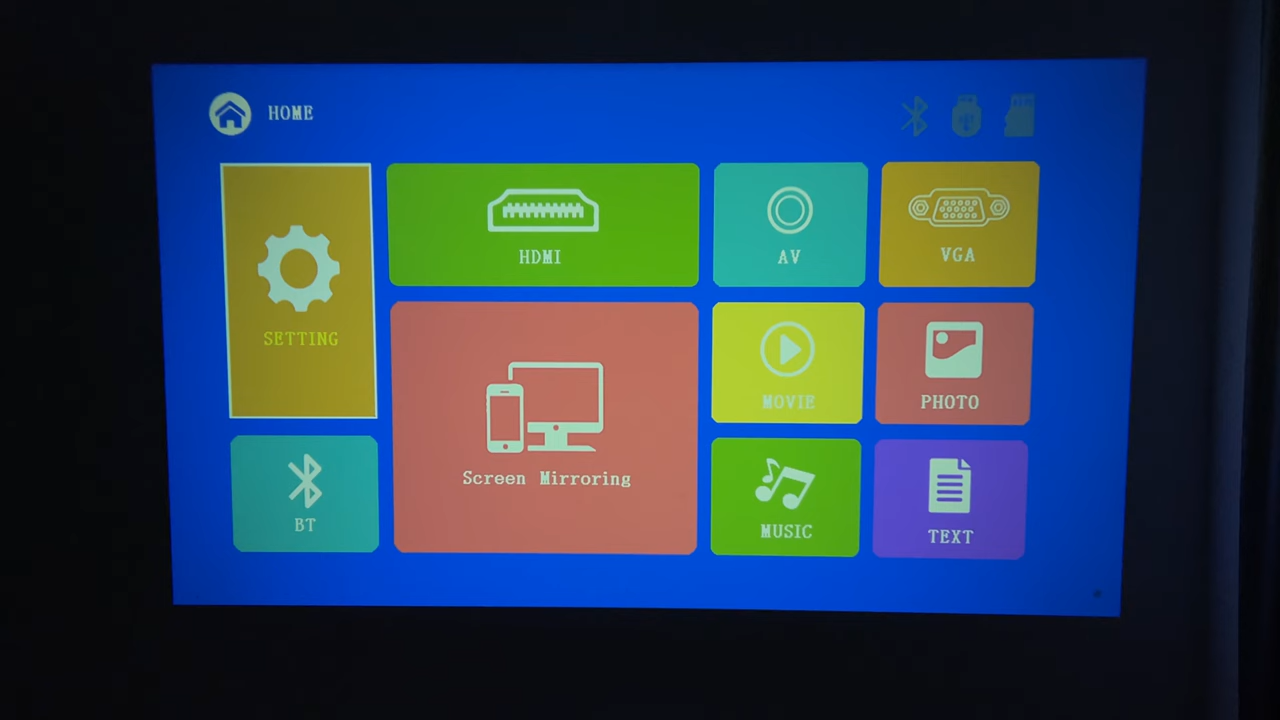 HOME
SETTING
HDMI
AV
VGA
Screen Mirroring
MOVIE
PHOTO
BT
MUSIC
TEXT